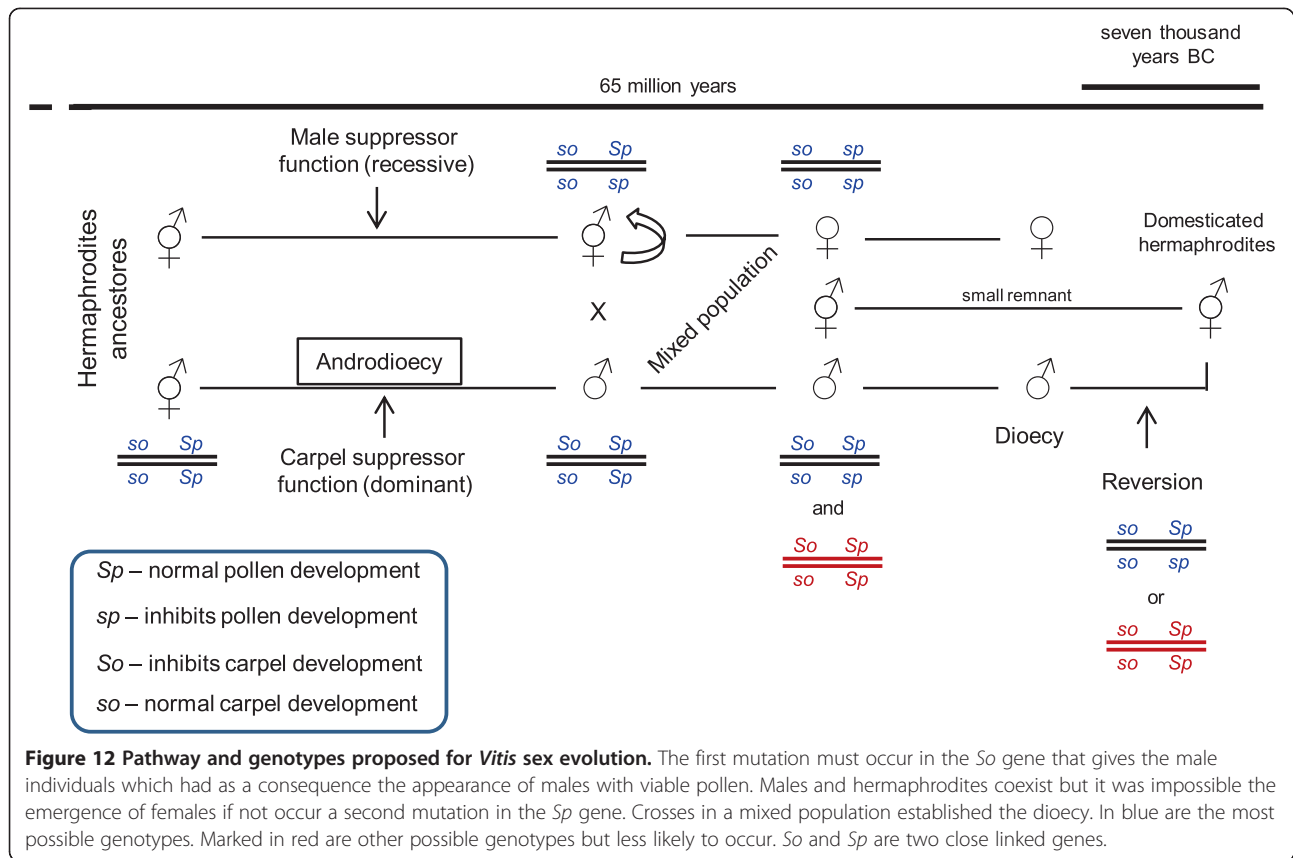 seven thousand
years BC
65 million years
Male suppressor
function (recessive)
so Sp
so sp
so sp
so sp
Hermaphrodites
ancestores
Domesticated
hermaphrodites
small remnant
X
Mixed population
Androdioecy
so Sp
so Sp
Carpel suppressor
function (dominant)
So Sp
so Sp
So Sp
so sp
and
So Sp
so Sp
Dioecy
Reversion
so Sp
so sp
or
so Sp
so Sp
Sp – normal pollen development
sp – inhibits pollen development
So – inhibits carpel development
so – normal carpel development
Figure 12 Pathway and genotypes proposed for Vitis sex evolution. The first mutation must occur in the So gene that gives the male
individuals which had as a consequence the appearance of males with viable pollen. Males and hermaphrodites coexist but it was impossible the
emergence of females if not occur a second mutation in the Sp gene. Crosses in a mixed population established the dioecy. In blue are the most
possible genotypes. Marked in red are other possible genotypes but less likely to occur. So and Sp are two close linked genes.